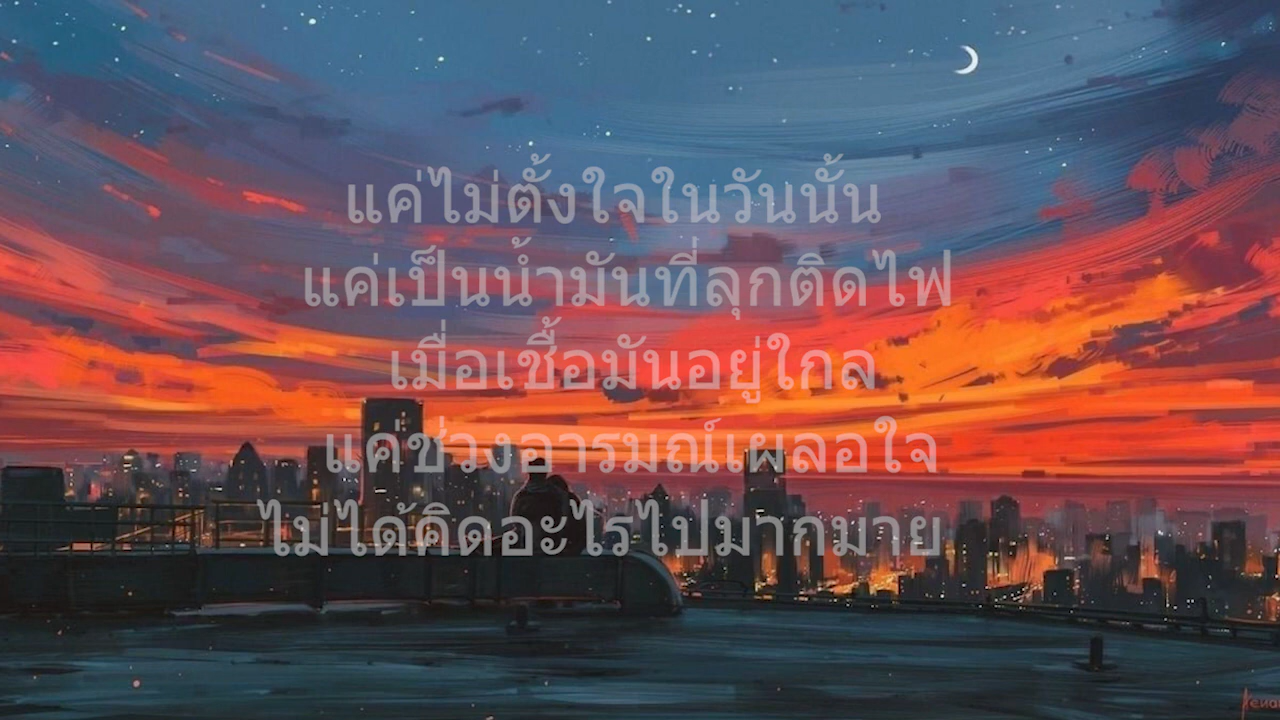 แค่ไม่ตั้งใจในวันนั้น
แค่เป็นน้ำมันที่ลุกติดไฟ
เมื่อเชื้อมันอยู่ใกล
แค่ช่วงอารมณ์เผลอใจ
ไม่ได้คิดอะไรไปมากมาย